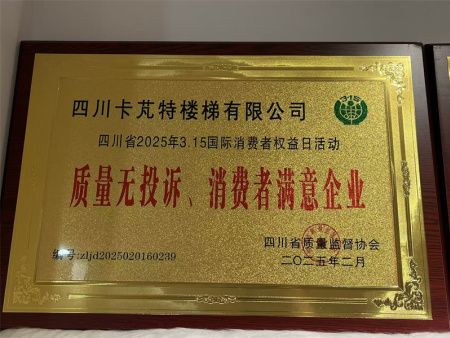 315
四川卡芃特楼梯有限公司
四川省2025年3.15国际消费者权益日活动
质量无投诉、消费者满意企业
四川省质量监督协会
编号:zljd2025020160239
二〇二五年二月